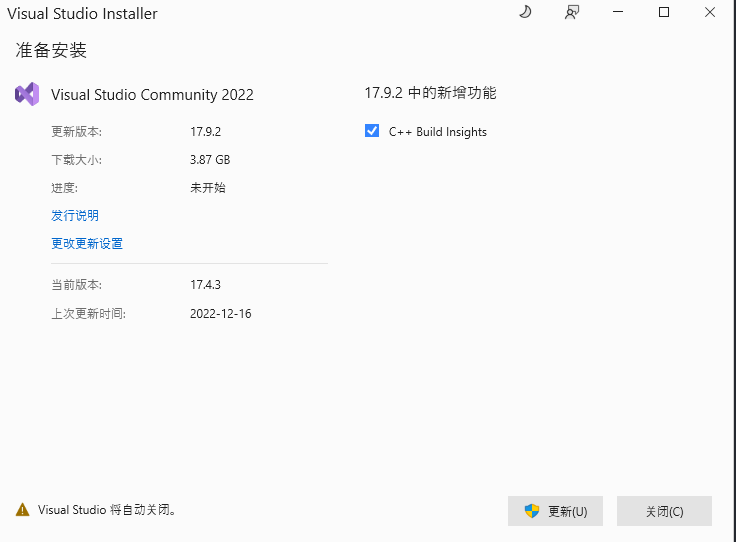 Visual Studio Installer
准备安装
Visual Studio Community 2022
更新版本: 17.9.2
下载大小: 3.87 GB
进度: 未开始
发行说明
更改更新设置
当前版本: 17.4.3
上次更新时间: 2022-12-16
17.9.2 中的新增功能
C++ Build Insights
Visual Studio 将自动关闭。
更新(U)
关闭(C)